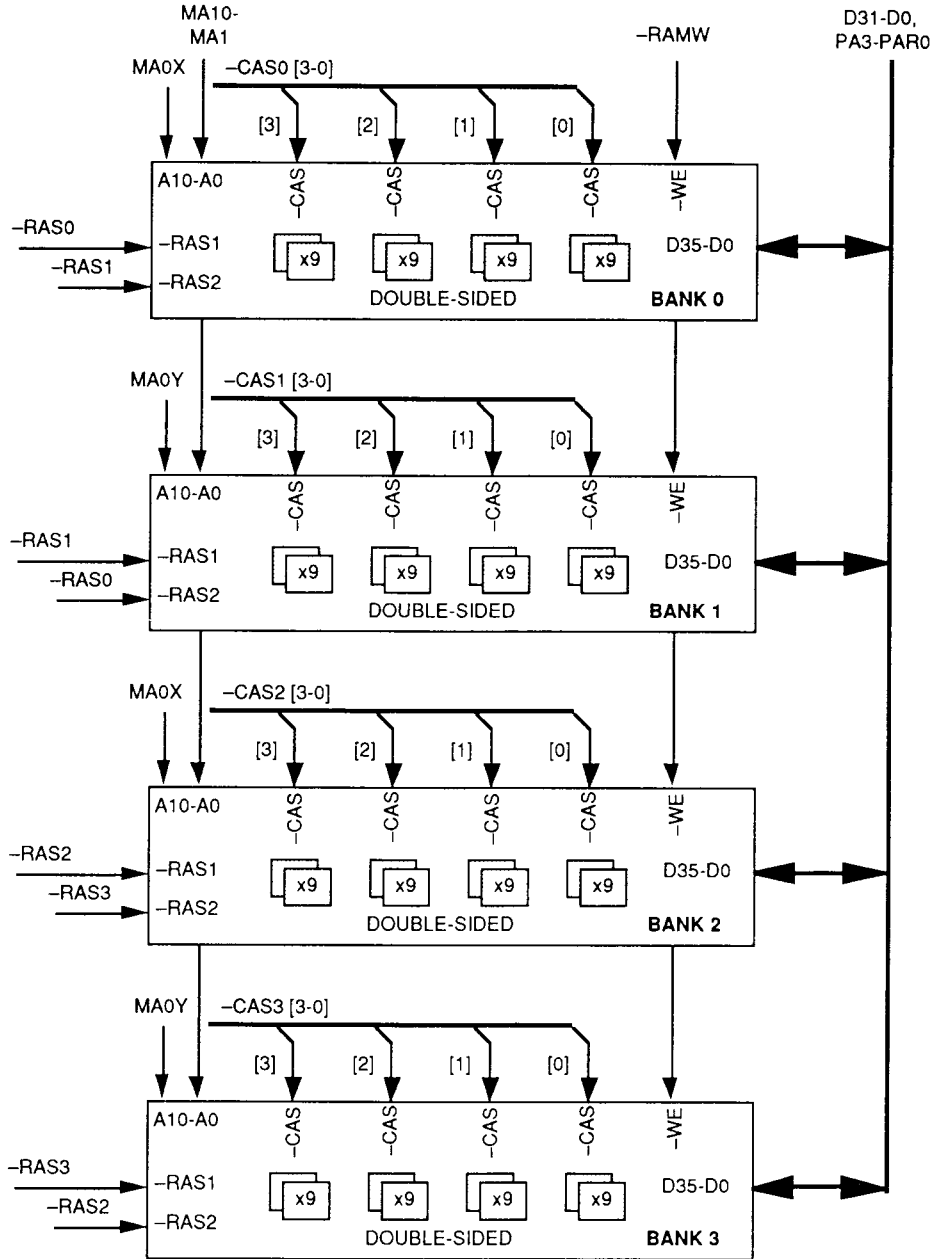 MA10-
MA1
–RAMW
D31-D0,
PA3-PAR0
MA0X
–CAS0 [3-0]
[3] [2] [1] [0]
A10-A0 –CAS –CAS –CAS –CAS –WE
–RAS0
–RAS1
–RAS1
–RAS2
x9 x9 x9 x9
D35-D0
DOUBLE-SIDED
BANK 0
MA0Y
–CAS1 [3-0]
[3] [2] [1] [0]
A10-A0 –CAS –CAS –CAS –CAS –WE
–RAS1
–RAS1
–RAS0
–RAS2
x9 x9 x9 x9
D35-D0
DOUBLE-SIDED
BANK 1
MA0X
–CAS2 [3-0]
[3] [2] [1] [0]
A10-A0 –CAS –CAS –CAS –CAS –WE
–RAS2
–RAS1
–RAS3
–RAS2
x9 x9 x9 x9
D35-D0
DOUBLE-SIDED
BANK 2
MA0Y
–CAS3 [3-0]
[3] [2] [1] [0]
A10-A0 –CAS –CAS –CAS –CAS –WE
–RAS3
–RAS1
–RAS2
–RAS2
x9 x9 x9 x9
D35-D0
DOUBLE-SIDED
BANK 3